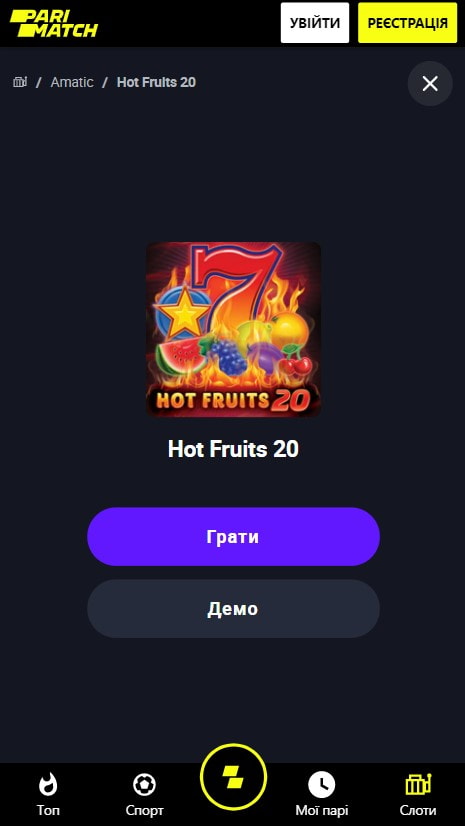 PARI MATCH
УВІЙТИ
РЕЄСТРАЦІЯ
/ Amatic / Hot Fruits 20
7
HOT FRUITS 20
Hot Fruits 20
Грати
Демо
Топ
Спорт
Мої парі
Слоти